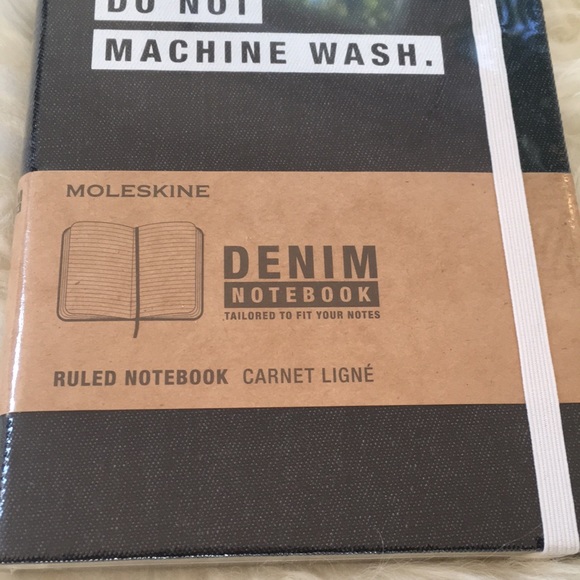 DO NOT
MACHINE WASH.
MOLESKINE
DENIM
NOTEBOOK
TAILORED TO FIT YOUR NOTES
RULED NOTEBOOK CARNET LIGNÉ